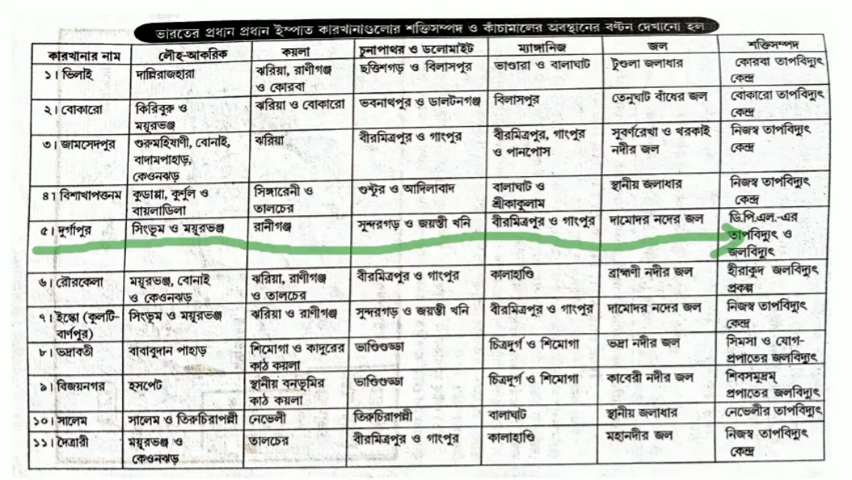 ভারতের প্রধান প্রধান ইস্পাত কারখানাগুলোর শক্তিসম্পদ ও কাঁচামালের অবস্থানের বণ্টন দেখানো হল
কারখানার নাম লৌহ-আকরিক কয়লা চুনাপাথর ও ডলোমাইট ম্যাঙ্গানিজ জল শক্তিসম্পদ
১। ভিলাই দাল্লিরাজহারা ঝরিয়া, রাণীগঞ্জ ছত্তিশগড় ও বিলাসপুর ভাণ্ডারা ও বালাঘাট টুণ্ডুলা জলাধার কোরবা তাপবিদ্যুৎ
ও কোরবা কেন্দ্র
২। বোকারো কিরিবুরু ও ঝরিয়া ও বোকারো ভবনাথপুর ও ডালটনগঞ্জ বিলাসপুর তেনুঘাট বাঁধের জল বোকারো তাপবিদ্যুৎ
ময়ূরভঞ্জ কেন্দ্র
৩। জামসেদপুর গুরুমহিষাণী, বোনাই, ঝরিয়া বীরমিত্রপুর ও গাংপুর বীরমিত্রপুর, গাংপুর সুবর্ণরেখা ও খরকাই নিজস্ব তাপবিদ্যুৎ
বাদামপাহাড়, ও পানপোস নদীর জল কেন্দ্র
কেওনঝড়
৪। বিশাখাপত্তনম কুডাপ্পা, কুর্ণুল ও সিঙ্গারেনী ও গুন্টুর ও আদিলাবাদ বালাঘাট ও স্থানীয় জলাধার নিজস্ব তাপবিদ্যুৎ
বায়লাডিলা তালচের শ্রীকাকুলাম কেন্দ্র
৫। দুর্গাপুর সিংভূম ও ময়ূরভঞ্জ রানীগঞ্জ সুন্দরগড় ও জয়ন্তী খনি বীরমিত্রপুর ও গাংপুর দামোদর নদের জল ডি.পি.এল.-এর
তাপবিদ্যুৎ ও
জলবিদ্যুৎ
৬। রৌরকেলা ময়ূরভঞ্জ, বোনাই ঝরিয়া, রাণীগঞ্জ বীরমিত্রপুর ও গাংপুর কালাহাণ্ডি ব্রাহ্মণী নদীর জল হীরাকুদ জলবিদ্যুৎ
ও কেওনঝড় ও তালচের প্রকল্প
৭। ইস্কো (কুলটি- সিংভূম ও ময়ূরভঞ্জ ঝরিয়া ও রাণীগঞ্জ সুন্দরগড় ও জয়ন্তী খনি বীরমিত্রপুর ও গাংপুর দামোদর নদের জল নিজস্ব তাপবিদ্যুৎ
বার্ণপুর) কেন্দ্র
৮। ভদ্রাবতী বাবাবুদান পাহাড় শিমোগা ও কাদুরের ভাণ্ডিগুড্ডা চিত্রদুর্গ ও শিমোগা ভদ্রা নদীর জল সিমসা ও যোগ-
কাঠ কয়লা প্রপাতের জলবিদ্যুৎ
৯। বিজয়নগর হসপেট স্থানীয় বনভূমির ভাণ্ডিগুড্ডা চিত্রদুর্গ ও শিমোগা কাবেরী নদীর জল শিবসমুদ্রম্
কাঠ কয়লা প্রপাতের জলবিদ্যুৎ
১০। সালেম সালেম ও তিরুচিরাপল্লী নেভেলী তিরুচিরাপল্লী বালাঘাট স্থানীয় জলাধার নেভেলীর তাপবিদ্যুৎ
১১। দৈত্রারী ময়ূরভঞ্জ ও তালচের বীরমিত্রপুর ও গাংপুর কালাহাণ্ডি মহানদীর জল নিজস্ব তাপবিদ্যুৎ
কেওনঝড় কেন্দ্র